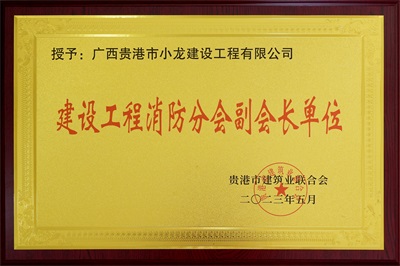 授予：广西贵港市小龙建设工程有限公司
建设工程消防分会副会长单位
贵港市建筑业联合会
二〇二三年五月